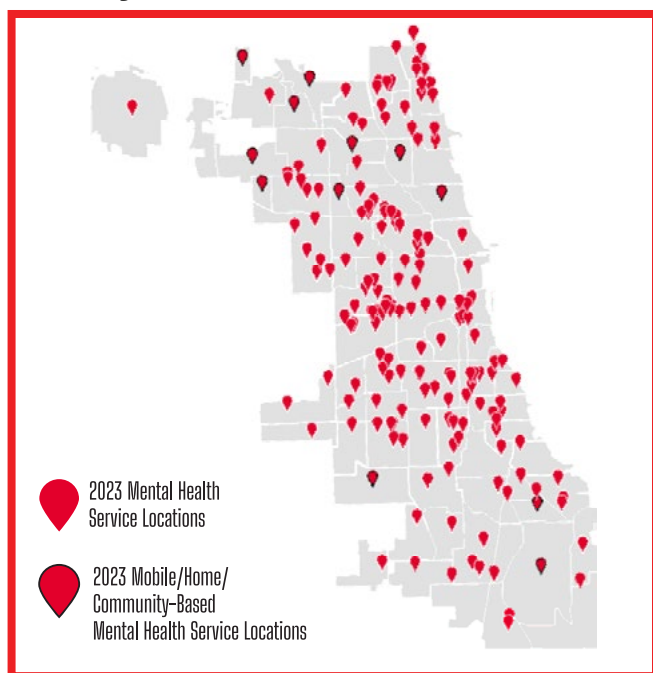 2023 Mental Health
Service Locations
2023 Mobile/Home/
Community-Based
Mental Health Service Locations